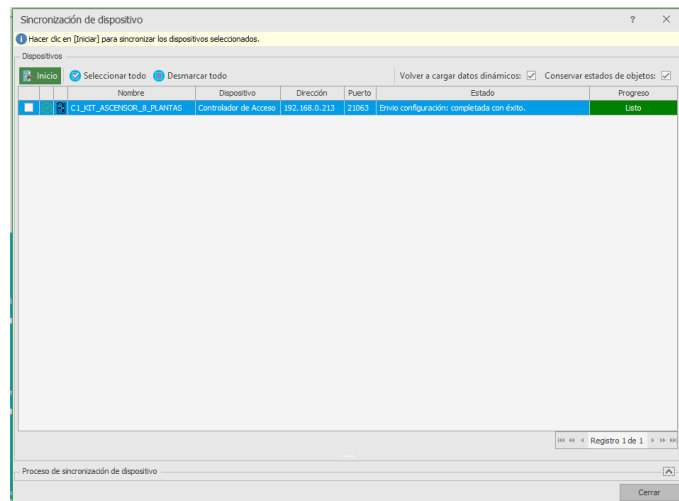 Sincronización de dispositivo
Hacer clic en [Iniciar] para sincronizar los dispositivos seleccionados.
Dispositivos
Inicio Seleccionar todo Desmarcar todo Volver a cargar datos dinámicos: Conservar estados de objetos:
Nombre Dispositivo Dirección Puerto Estado Progreso
C1_KIT_ASCENSOR_8_PLANTAS Controlador de Acceso 192.168.0.213 21063 Envio configuración: completada con éxito. Listo
Registro 1 de 1
Proceso de sincronización de dispositivo
Cerrar